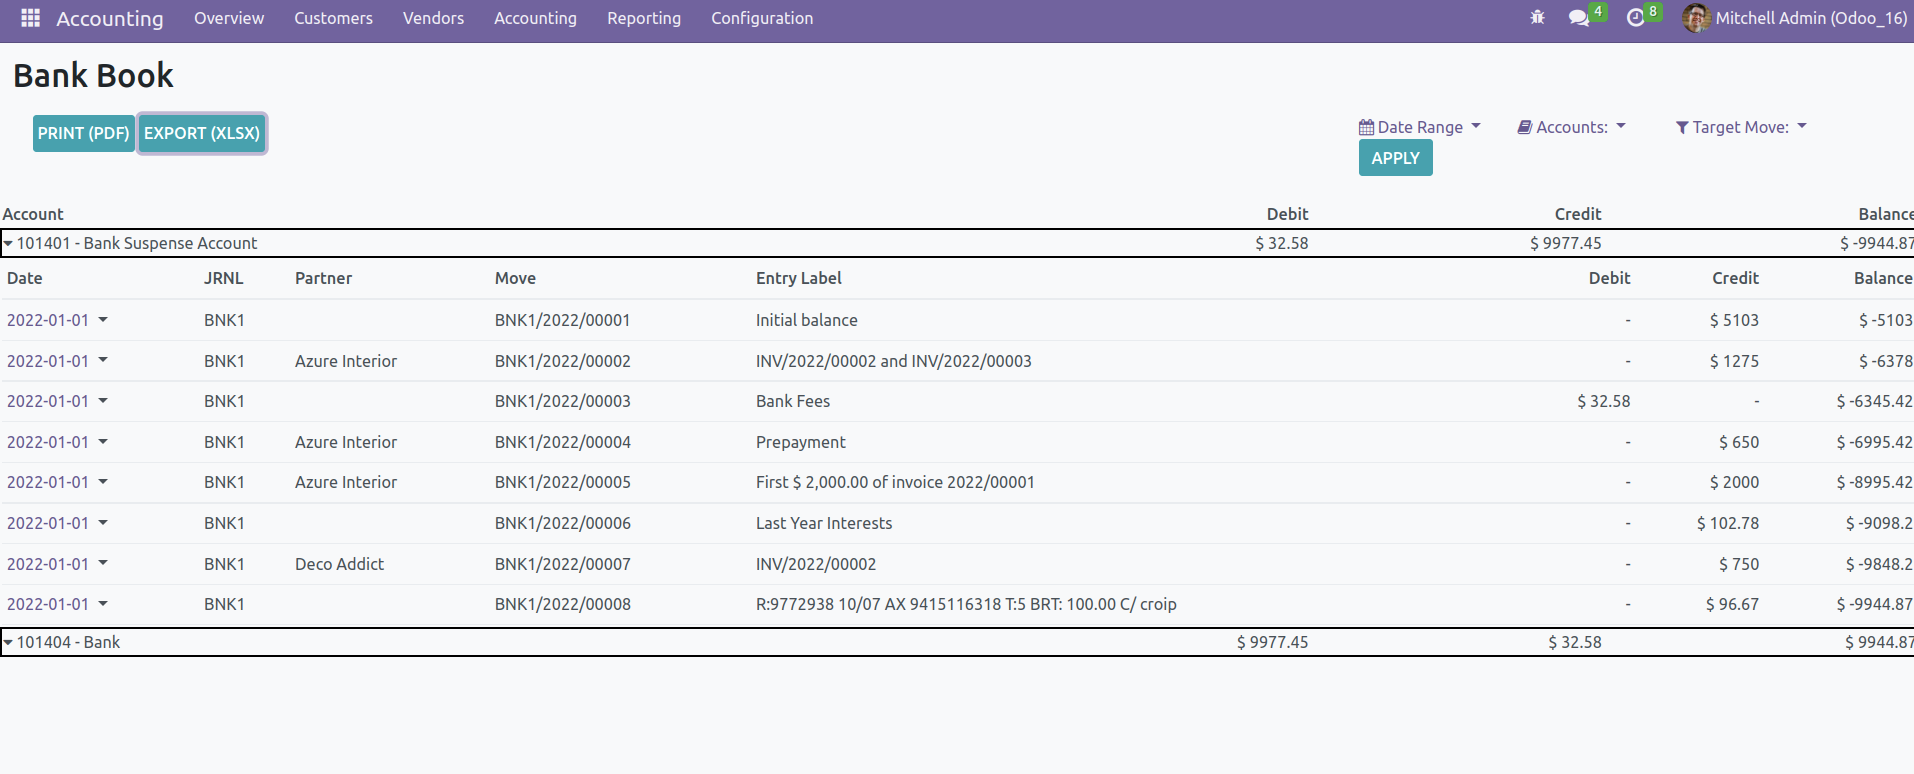 Accounting Overview Customers Vendors Accounting Reporting Configuration 4 8 Mitchell Admin (Odoo_16)
Bank Book
PRINT (PDF) EXPORT (XLSX) Date Range Accounts: Target Move:
APPLY
Account Debit Credit Balance
101401 - Bank Suspense Account $ 32.58 $ 9977.45 $ -9944.87
Date JRNL Partner Move Entry Label Debit Credit Balance
2022-01-01 BNK1 BNK1/2022/00001 Initial balance - $ 5103 $ -5103
2022-01-01 BNK1 Azure Interior BNK1/2022/00002 INV/2022/00002 and INV/2022/00003 - $ 1275 $ -6378
2022-01-01 BNK1 BNK1/2022/00003 Bank Fees $ 32.58 - $ -6345.42
2022-01-01 BNK1 Azure Interior BNK1/2022/00004 Prepayment - $ 650 $ -6995.42
2022-01-01 BNK1 Azure Interior BNK1/2022/00005 First $ 2,000.00 of invoice 2022/00001 - $ 2000 $ -8995.42
2022-01-01 BNK1 BNK1/2022/00006 Last Year Interests - $ 102.78 $ -9098.2
2022-01-01 BNK1 Deco Addict BNK1/2022/00007 INV/2022/00002 - $ 750 $ -9848.2
2022-01-01 BNK1 BNK1/2022/00008 R:9772938 10/07 AX 9415116318 T:5 BRT: 100.00 C/ croip - $ 96.67 $ -9944.87
101404 - Bank $ 9977.45 $ 32.58 $ 9944.87